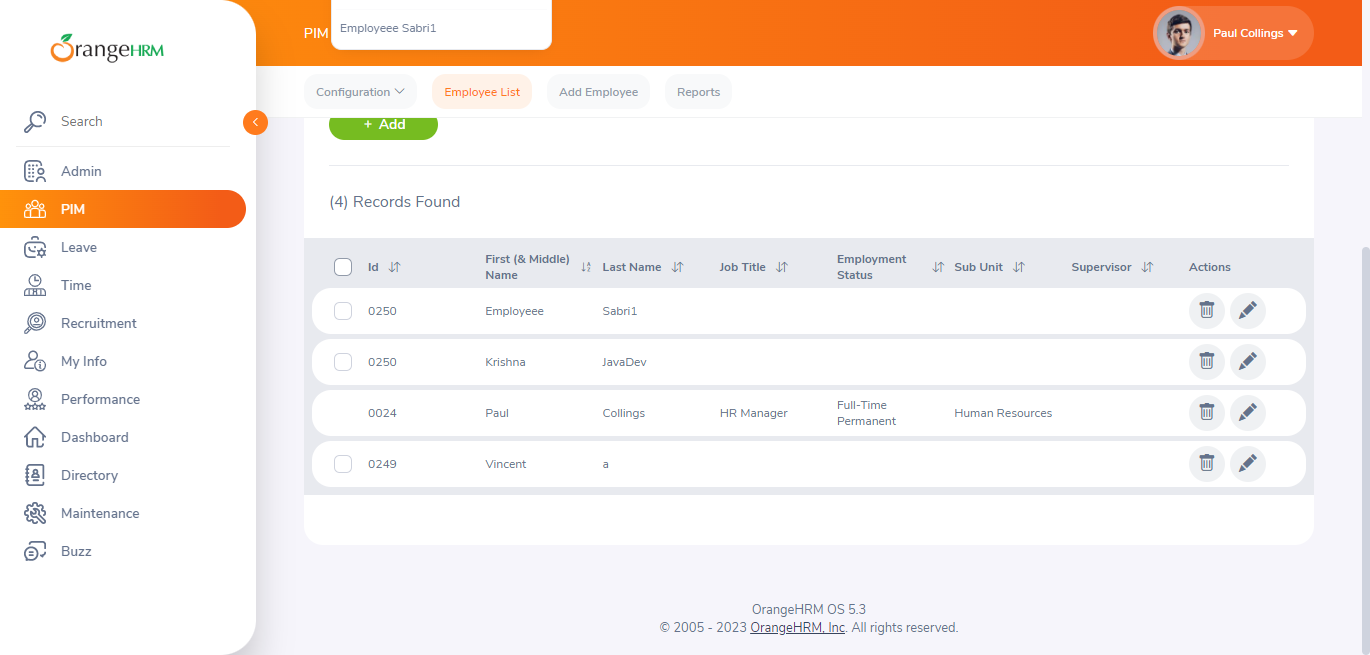 OrangeHRM
Search
Admin
PIM
Leave
Time
Recruitment
My Info
Performance
Dashboard
Directory
Maintenance
Buzz
PIM
Employeee Sabri1
Paul Collings
Configuration
Employee List
Add Employee
Reports
+ Add
(4) Records Found
Id
First (& Middle)
Name
Last Name
Job Title
Employment
Status
Sub Unit
Supervisor
Actions
0250 Employeee Sabri1
0250 Krishna JavaDev
0024 Paul Collings HR Manager Full-Time
Permanent Human Resources
0249 Vincent a
OrangeHRM OS 5.3
© 2005 - 2023 OrangeHRM, Inc. All rights reserved.